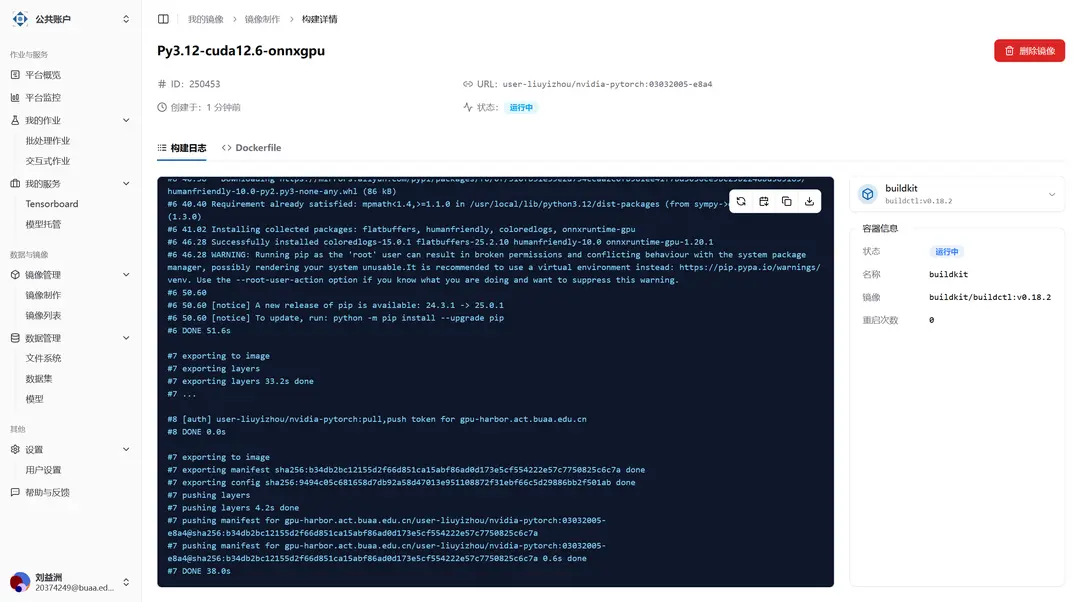 公共账户
作业与服务
平台概览
平台监控
我的作业
批处理作业
交互式作业
我的服务
Tensorboard
模型托管
数据与镜像
镜像管理
镜像制作
镜像列表
数据管理
文件系统
数据集
模型
其他
设置
用户设置
帮助与反馈
刘益洲
20374249@buaa.ed...
我的镜像 > 镜像制作 > 构建详情
Py3.12-cuda12.6-onnxgpu
删除镜像
# ID: 250453
URL: user-liuyizhou/nvidia-pytorch:03032005-e8a4
创建于: 1 分钟前
状态: 运行中
构建日志
<> Dockerfile
humanfriendly-10.0-py2.py3-none-any.whl (86 kB)
#6 40.40 Requirement already satisfied: mpmath<1.4,>=1.1.0 in /usr/local/lib/python3.12/dist-packages (from sympy->
(1.3.0)
#6 41.02 Installing collected packages: flatbuffers, humanfriendly, coloredlogs, onnxruntime-gpu
#6 46.28 Successfully installed coloredlogs-15.0.1 flatbuffers-25.2.10 humanfriendly-10.0 onnxruntime-gpu-1.20.1
#6 46.28 WARNING: Running pip as the 'root' user can result in broken permissions and conflicting behaviour with the system package
manager, possibly rendering your system unusable.It is recommended to use a virtual environment instead: https://pip.pypa.io/warnings/
venv. Use the --root-user-action option if you know what you are doing and want to suppress this warning.
#6 50.60
#6 50.60 [notice] A new release of pip is available: 24.3.1 -> 25.0.1
#6 50.60 [notice] To update, run: python -m pip install --upgrade pip
#6 DONE 51.6s
#7 exporting to image
#7 exporting layers
#7 exporting layers 33.2s done
#7 ...
#8 [auth] user-liuyizhou/nvidia-pytorch:pull,push token for gpu-harbor.act.buaa.edu.cn
#8 DONE 0.0s
#7 exporting to image
#7 exporting manifest sha256:b34db2bc12155d2f66d851ca15abf86ad0d173e5cf554222e57c7750825c6c7a done
#7 exporting config sha256:9494c05c681658d7db92a58d47013e951108872f31ebf66c5d29886bb2f501ab done
#7 pushing layers
#7 pushing layers 4.2s done
#7 pushing manifest for gpu-harbor.act.buaa.edu.cn/user-liuyizhou/nvidia-pytorch:03032005-
e8a4@sha256:b34db2bc12155d2f66d851ca15abf86ad0d173e5cf554222e57c7750825c6c7a
#7 pushing manifest for gpu-harbor.act.buaa.edu.cn/user-liuyizhou/nvidia-pytorch:03032005-
e8a4@sha256:b34db2bc12155d2f66d851ca15abf86ad0d173e5cf554222e57c7750825c6c7a 0.6s done
#7 DONE 38.0s
buildkit
buildctl:v0.18.2
容器信息
状态 运行中
名称 buildkit
镜像 buildkit/buildctl:v0.18.2
重启次数 0